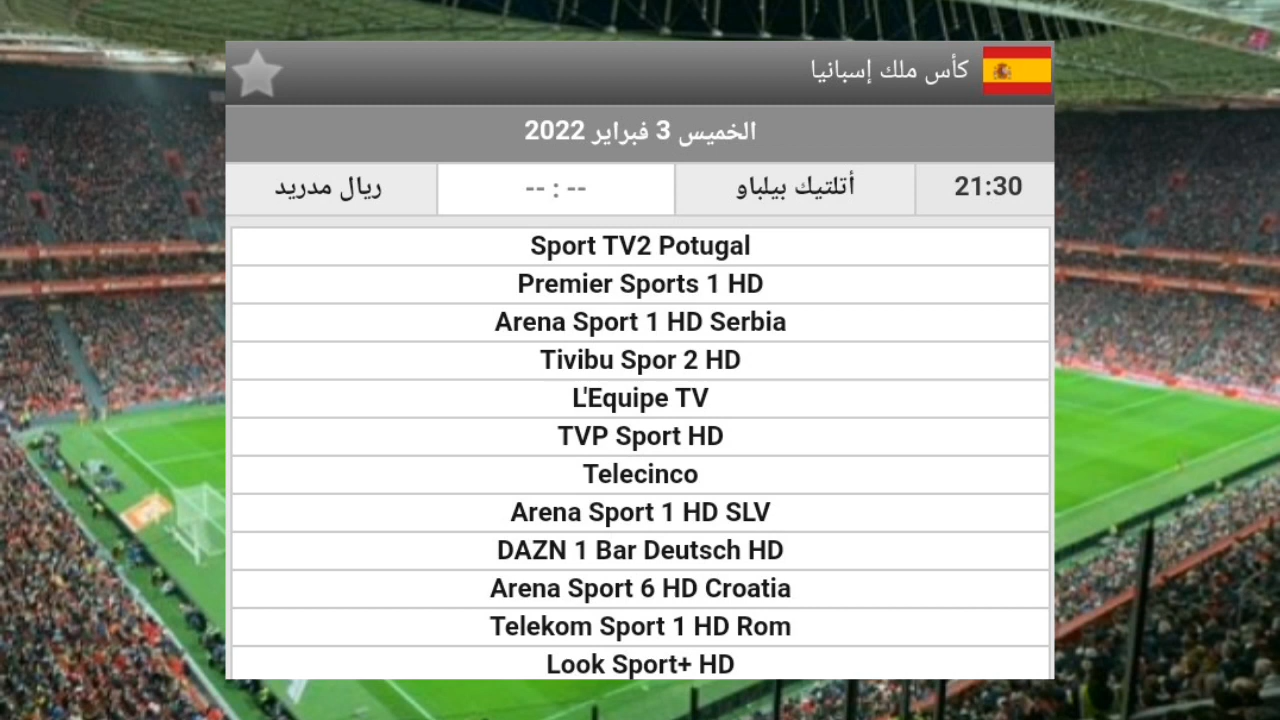 كأس ملك إسبانيا
الخميس 3 فبراير 2022
21:30 أتلتيك بيلباو -- : -- ريال مدريد
Sport TV2 Potugal
Premier Sports 1 HD
Arena Sport 1 HD Serbia
Tivibu Spor 2 HD
L'Equipe TV
TVP Sport HD
Telecinco
Arena Sport 1 HD SLV
DAZN 1 Bar Deutsch HD
Arena Sport 6 HD Croatia
Telekom Sport 1 HD Rom
Look Sport+ HD